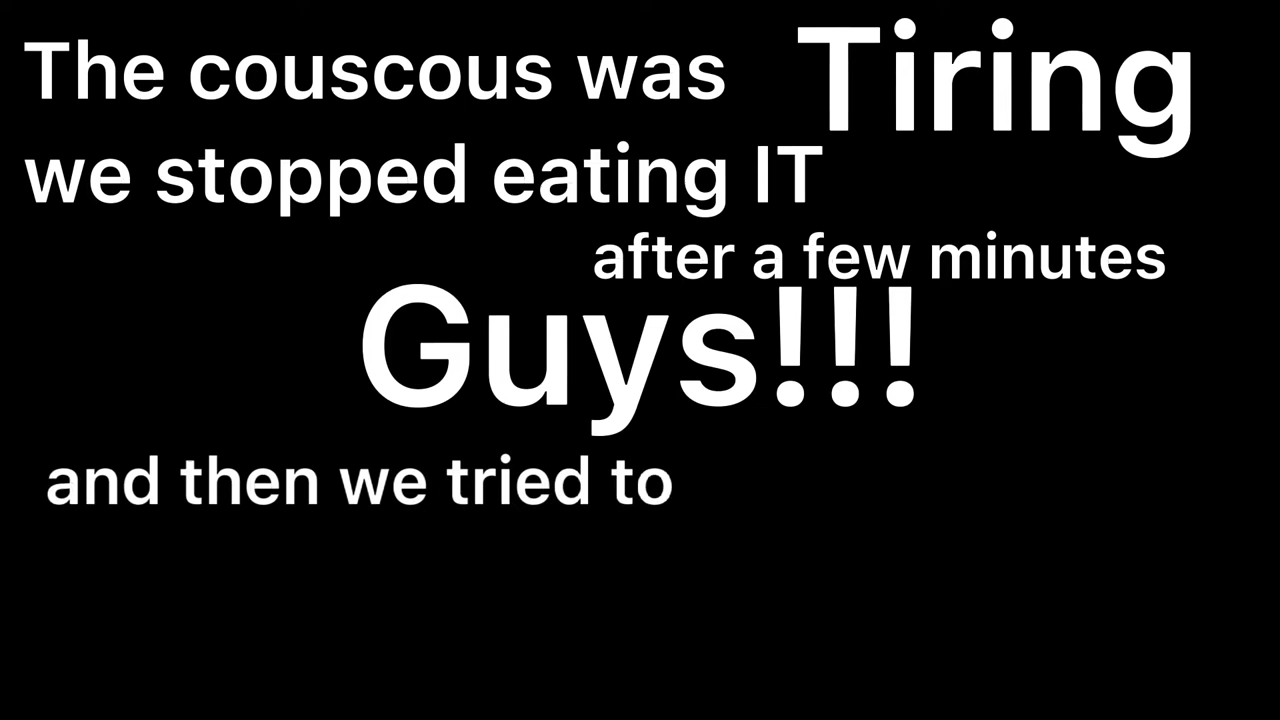 The couscous was Tiring
we stopped eating IT
after a few minutes
Guys!!!
and then we tried to